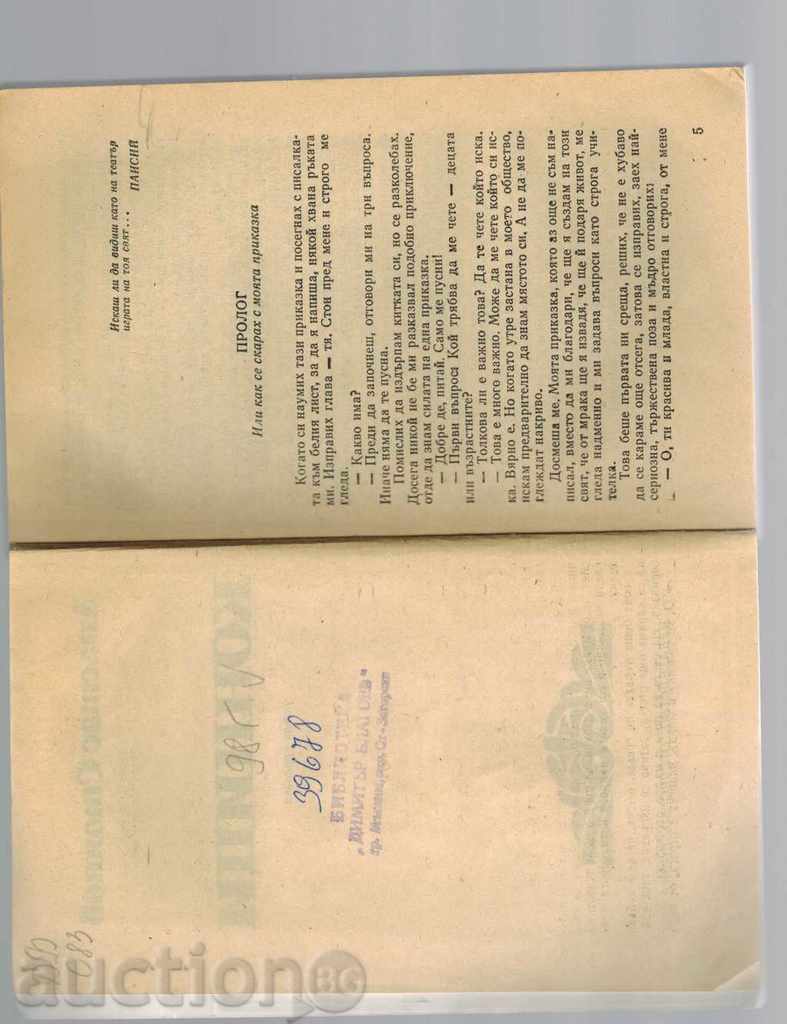 39678
98 г
БИБЛИОТЕКА
"ДИМИТЪР БЛАГОЕВ"
гр. Мъглиж, окр. Ст.-Загорски
Искаш ли да видиш като на театър
играта на тоя свят...
ПАИСИЙ
ПРОЛОГ
Или как се скарах с моята приказка
Когато си наумих тази приказка и посегнах с писалка-
та към белия лист, за да я напиша, някой хвана ръката
ми. Изправих глава — тя. Стои пред мене и строго ме
гледа.
— Какво има?
— Преди да започнеш, отговори ми на три въпроса.
Иначе няма да те пусна.
Помислих да издърпам китката си, но се разколебах.
Досега никой не бе ми разказвал подобно приключение,
отде да знам силата на една приказка.
— Добре де, питай. Само ме пусни!
— Първи въпрос: Кой трябва да ме чете — децата
или възрастните?
— Толкова ли е важно това? Да те чете който иска.
— Това е много важно. Може да ме чете който си ис-
ка. Вярно е. Но когато утре застана в моето общество,
искам предварително да знам мястото си. А не да ме по-
глеждат накриво.
Досмеша ме. Моята приказка, която аз още не съм на-
писал, вместо да ми благодари, че ще я създам на този
свят, че от мрака ще я извадя, че ще ѝ подаря живот, ме
гледа надменно и ми задава въпроси като строга учи-
телка.
Това беше първата ни среща, реших, че не е хубаво
да се караме още отсега, затова се изправих, заех най-
сериозна, тържествена поза и мъдро отговорих:
— О, ти красива и млада, властна и строга, от мене
5
auction BG